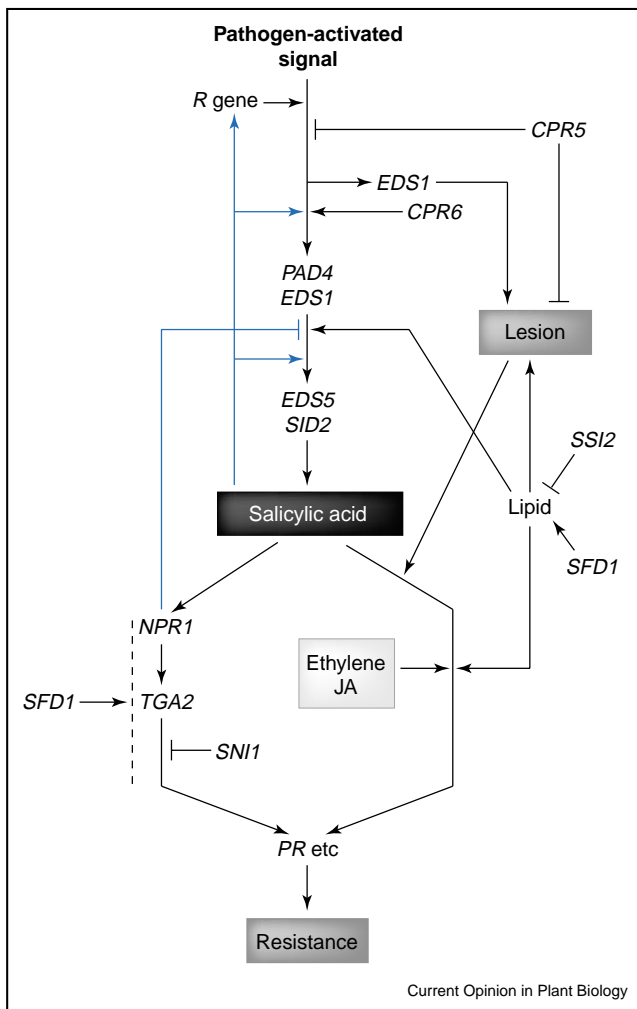 Pathogen-activated
signal
R gene
CPR5
EDS1
CPR6
PAD4
EDS1
Lesion
EDS5
SID2
SSI2
Salicylic acid
Lipid
SFD1
NPR1
Ethylene
JA
SFD1
TGA2
SNI1
PR etc
Resistance
Current Opinion in Plant Biology